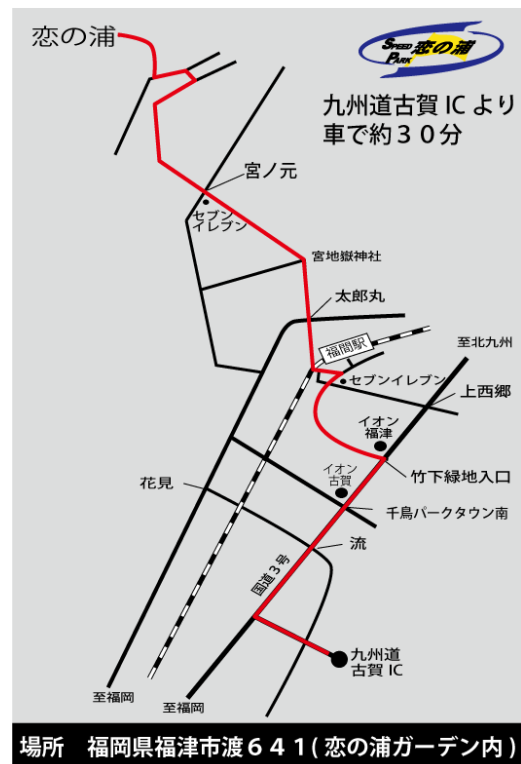 恋の浦
SPEED PARK 恋の浦
九州道古賀ICより
車で約３０分
宮ノ元
セブン
イレブン
宮地嶽神社
太郎丸
福間駅
至北九州
セブンイレブン
上西郷
イオン
福津
竹下緑地入口
イオン
古賀
花見
千鳥パークタウン南
流
国道３号
九州道
古賀IC
至福岡
至福岡
場所　福岡県福津市渡６４１(恋の浦ガーデン内)